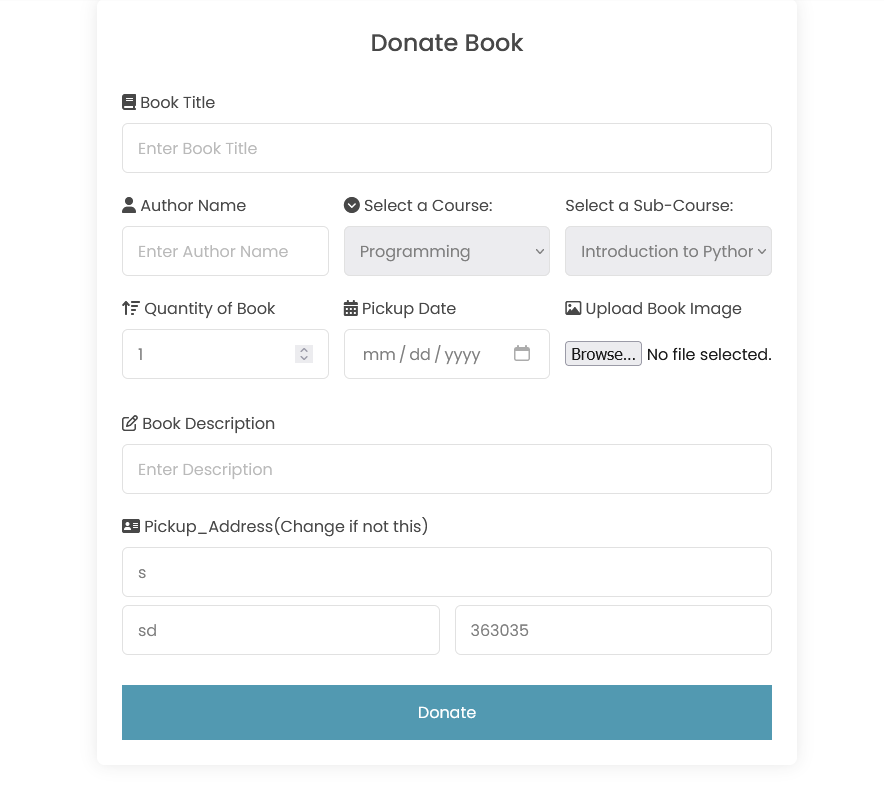 Donate Book
Book Title
Enter Book Title
Author Name Select a Course: Select a Sub-Course:
Enter Author Name Programming Introduction to Pythor
Quantity of Book Pickup Date Upload Book Image
1 mm / dd / yyyy Browse... No file selected.
Book Description
Enter Description
Pickup_Address(Change if not this)
s
sd 363035
Donate